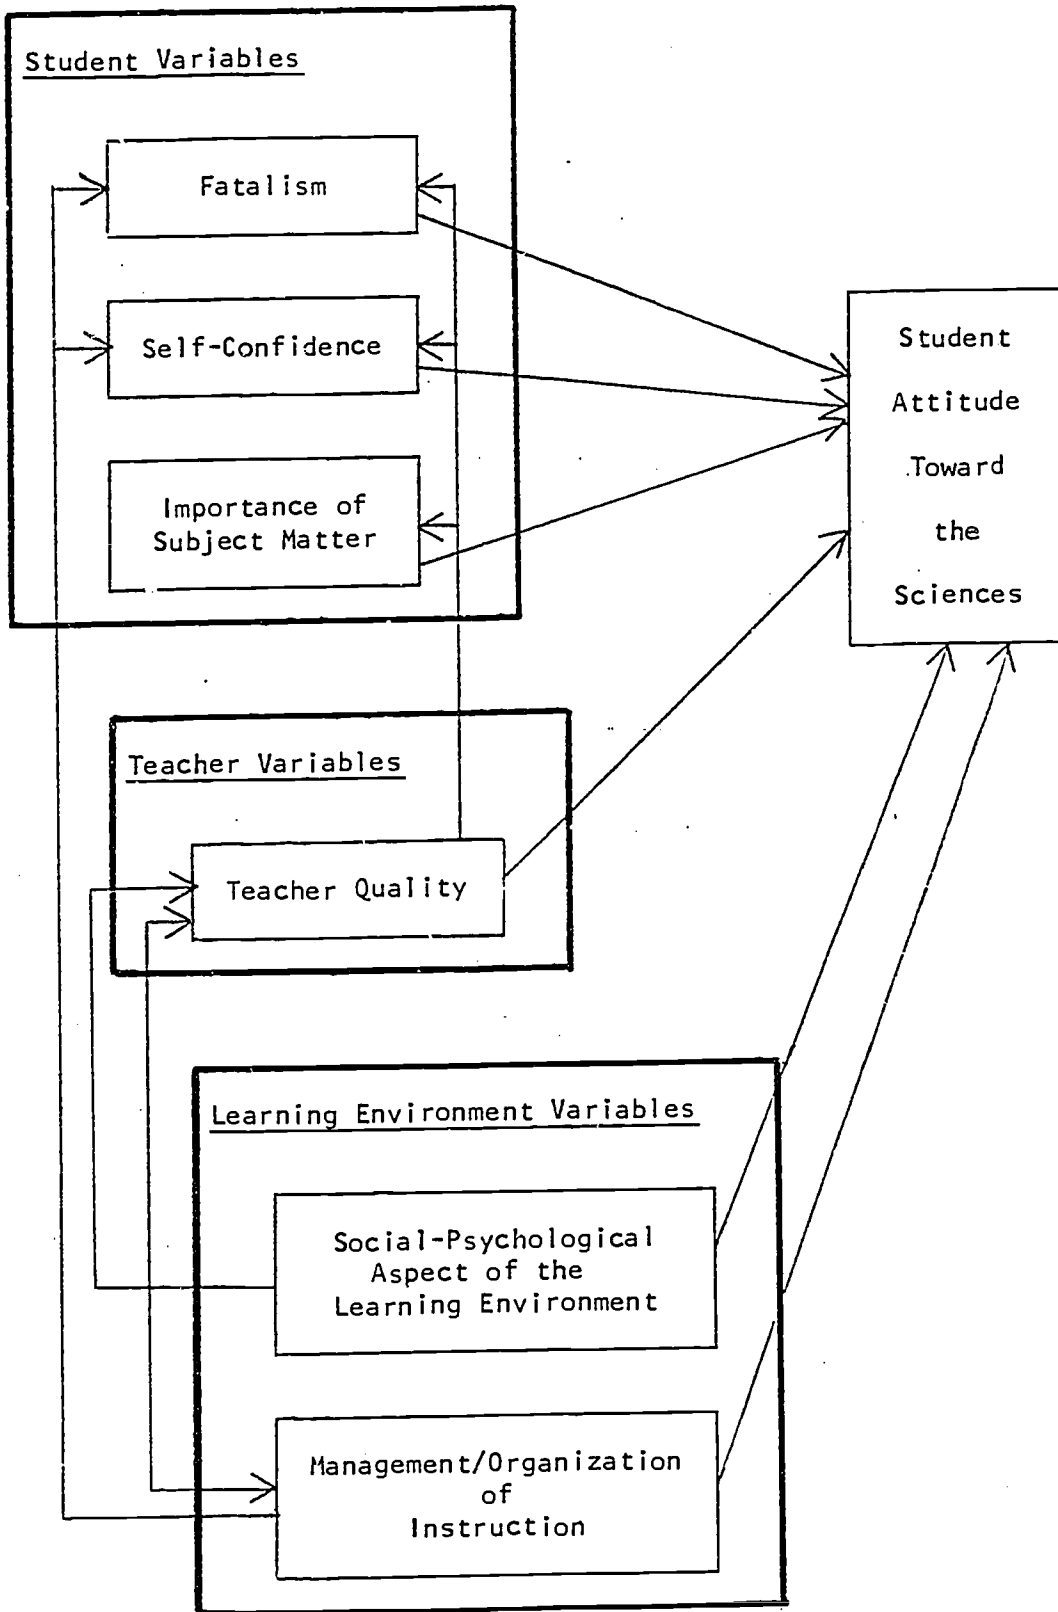 Student Variables
Fatalism
Self-Confidence
Importance of
Subject Matter
Student
Attitude
Toward
the
Sciences
Teacher Variables
Teacher Quality
Learning Environment Variables
Social-Psychological
Aspect of the
Learning Environment
Management/Organization
of
Instruction